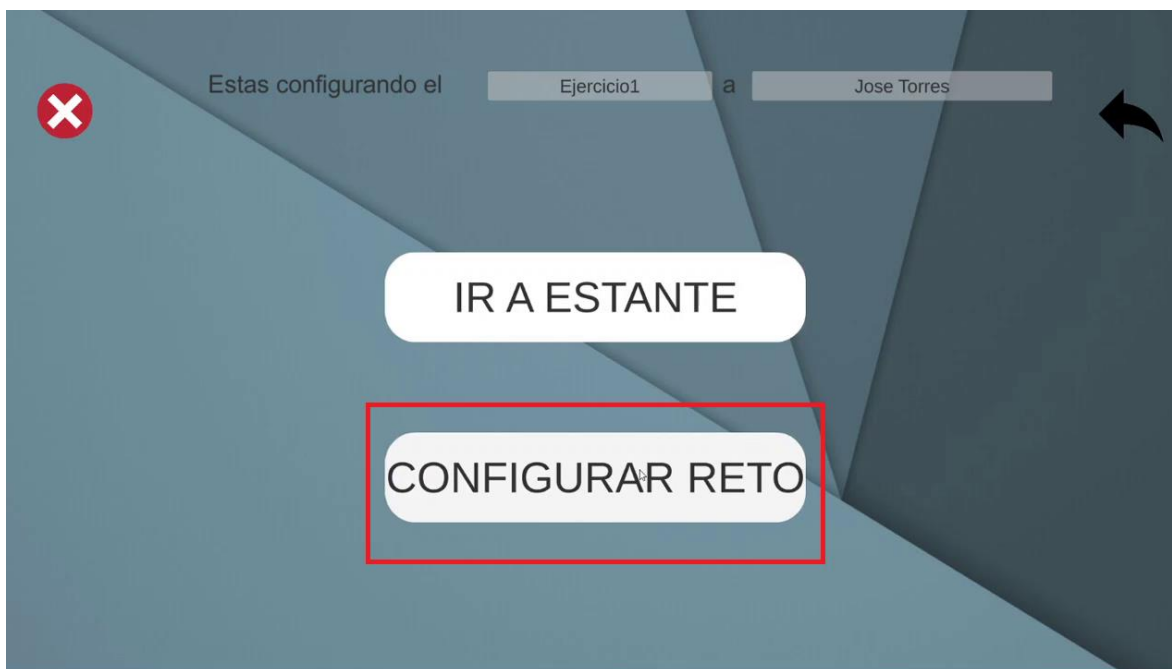 Estas configurando el Ejercicio1 a Jose Torres
IR A ESTANTE
CONFIGURAR RETO